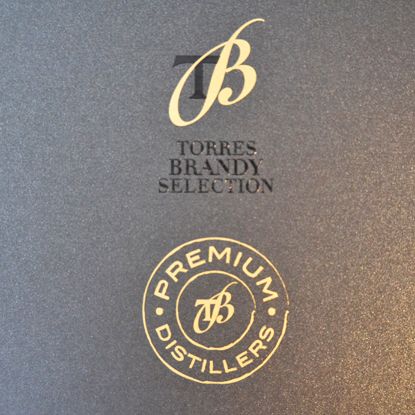 TB
TORRES
BRANDY
SELECTION
PREMIUM
TB
DISTILLERS